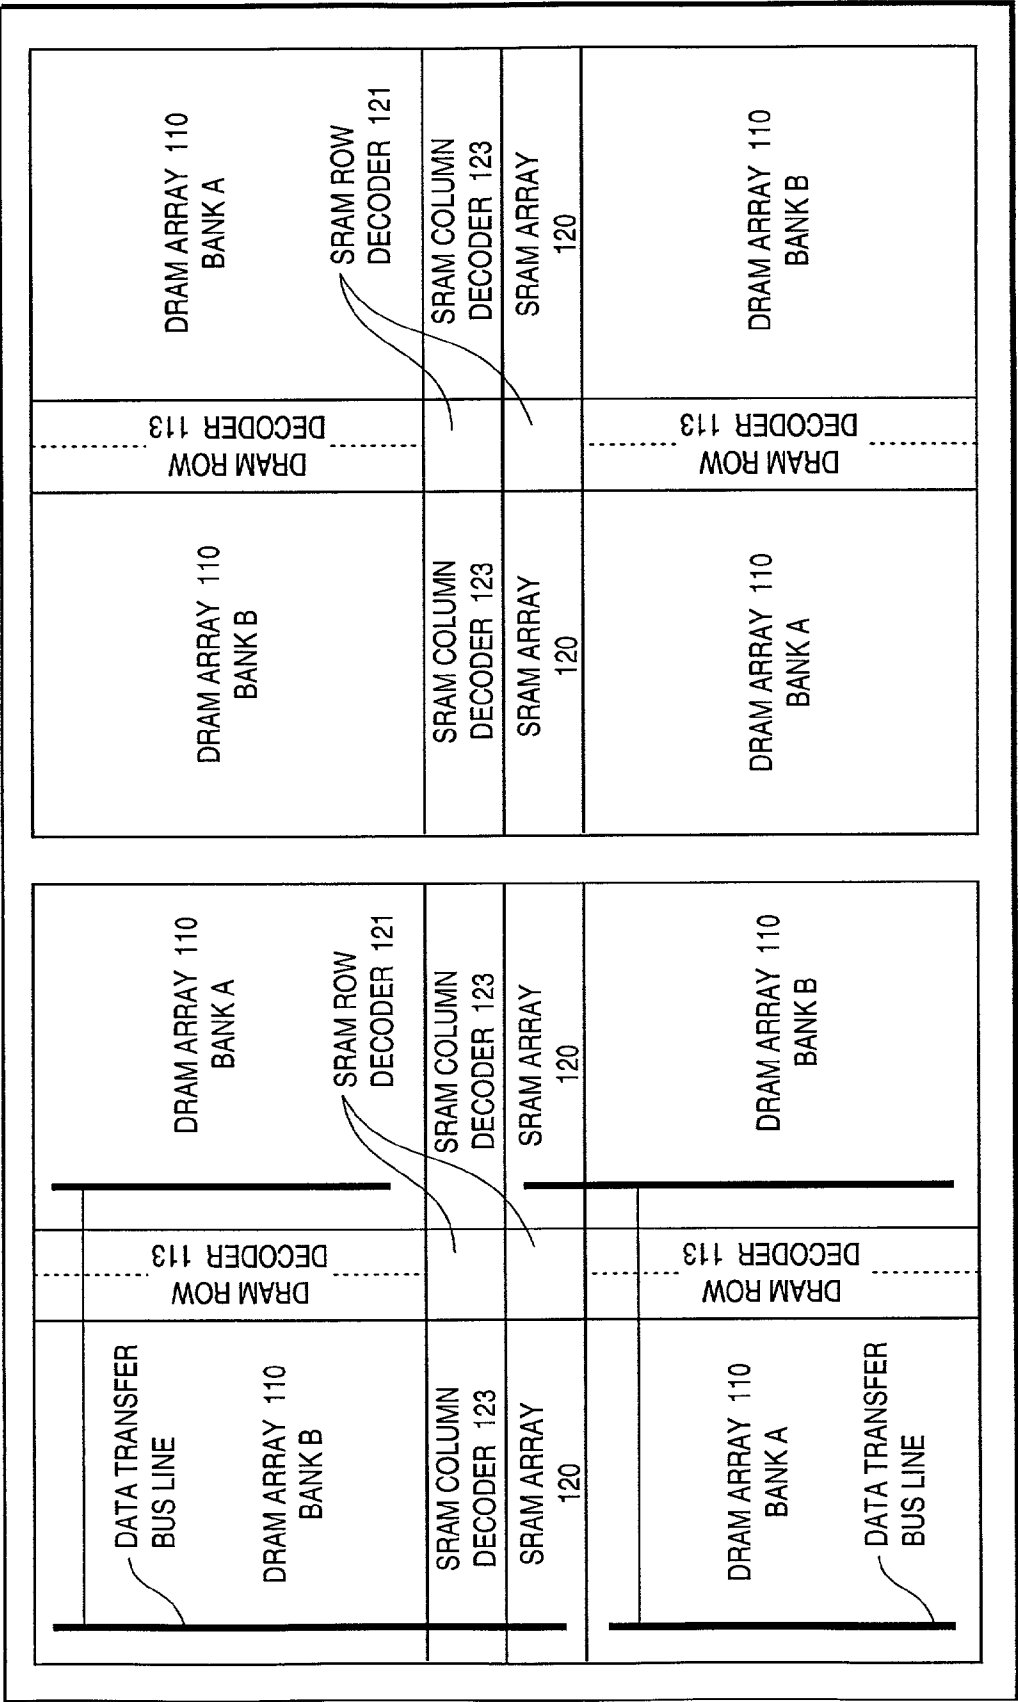 DATA TRANSFER
BUS LINE
DRAM ARRAY 110
BANK B
DRAM ROW
DECODER 113
DRAM ARRAY 110
BANK A
SRAM ROW
DECODER 121
SRAM COLUMN
DECODER 123
SRAM COLUMN
DECODER 123
SRAM ARRAY
120
SRAM ARRAY
120
DRAM ARRAY 110
BANK A
DATA TRANSFER
BUS LINE
DRAM ROW
DECODER 113
DRAM ARRAY 110
BANK B
DRAM ARRAY 110
BANK B
DRAM ROW
DECODER 113
DRAM ARRAY 110
BANK A
SRAM ROW
DECODER 121
SRAM COLUMN
DECODER 123
SRAM COLUMN
DECODER 123
SRAM ARRAY
120
SRAM ARRAY
120
DRAM ARRAY 110
BANK A
DRAM ROW
DECODER 113
DRAM ARRAY 110
BANK B